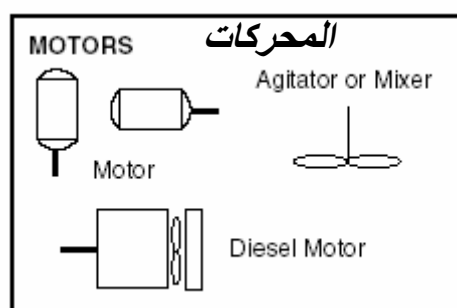 MOTORS المحركات
Agitator or Mixer
Motor
Diesel Motor